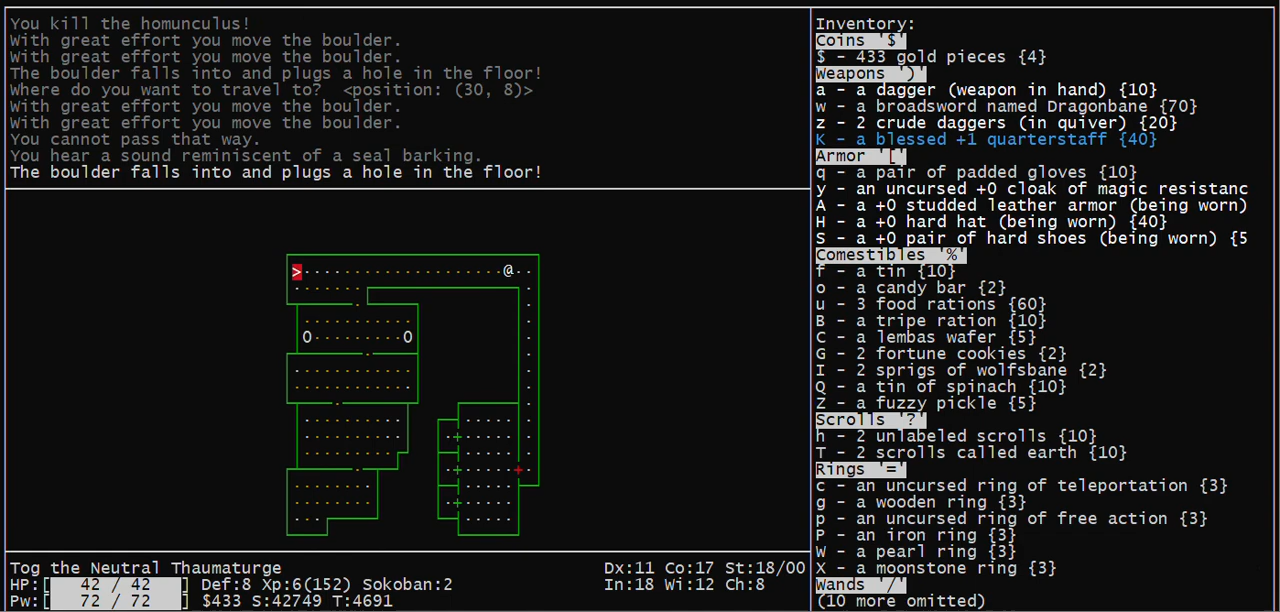 You kill the homunculus!
With great effort you move the boulder.
With great effort you move the boulder.
The boulder falls into and plugs a hole in the floor!
Where do you want to travel to?  <position: (30, 8)>
With great effort you move the boulder.
With great effort you move the boulder.
You cannot pass that way.
You hear a sound reminiscent of a seal barking.
The boulder falls into and plugs a hole in the floor!
Tog the Neutral Thaumaturge Dx:11 Co:17 St:18/00
HP:[ 42 / 42 ] Def:8 Xp:6(152) Sokoban:2 In:18 Wi:12 Ch:8
Pw:[ 72 / 72 ] $433 S:42749 T:4691
Inventory:
Coins '$'
$ - 433 gold pieces {4}
Weapons ')'
a - a dagger (weapon in hand) {10}
w - a broadsword named Dragonbane {70}
z - 2 crude daggers (in quiver) {20}
K - a blessed +1 quarterstaff {40}
Armor '['
q - a pair of padded gloves {10}
y - an uncursed +0 cloak of magic resistanc
A - a +0 studded leather armor (being worn)
H - a +0 hard hat (being worn) {40}
S - a +0 pair of hard shoes (being worn) {5
Comestibles '%'
f - a tin {10}
o - a candy bar {2}
u - 3 food rations {60}
B - a tripe ration {10}
C - a lembas wafer {5}
G - 2 fortune cookies {2}
I - 2 sprigs of wolfsbane {2}
Q - a tin of spinach {10}
Z - a fuzzy pickle {5}
Scrolls '?'
h - 2 unlabeled scrolls {10}
T - 2 scrolls called earth {10}
Rings '='
c - an uncursed ring of teleportation {3}
g - a wooden ring {3}
p - an uncursed ring of free action {3}
P - an iron ring {3}
W - a pearl ring {3}
X - a moonstone ring {3}
Wands '/'
(10 more omitted)